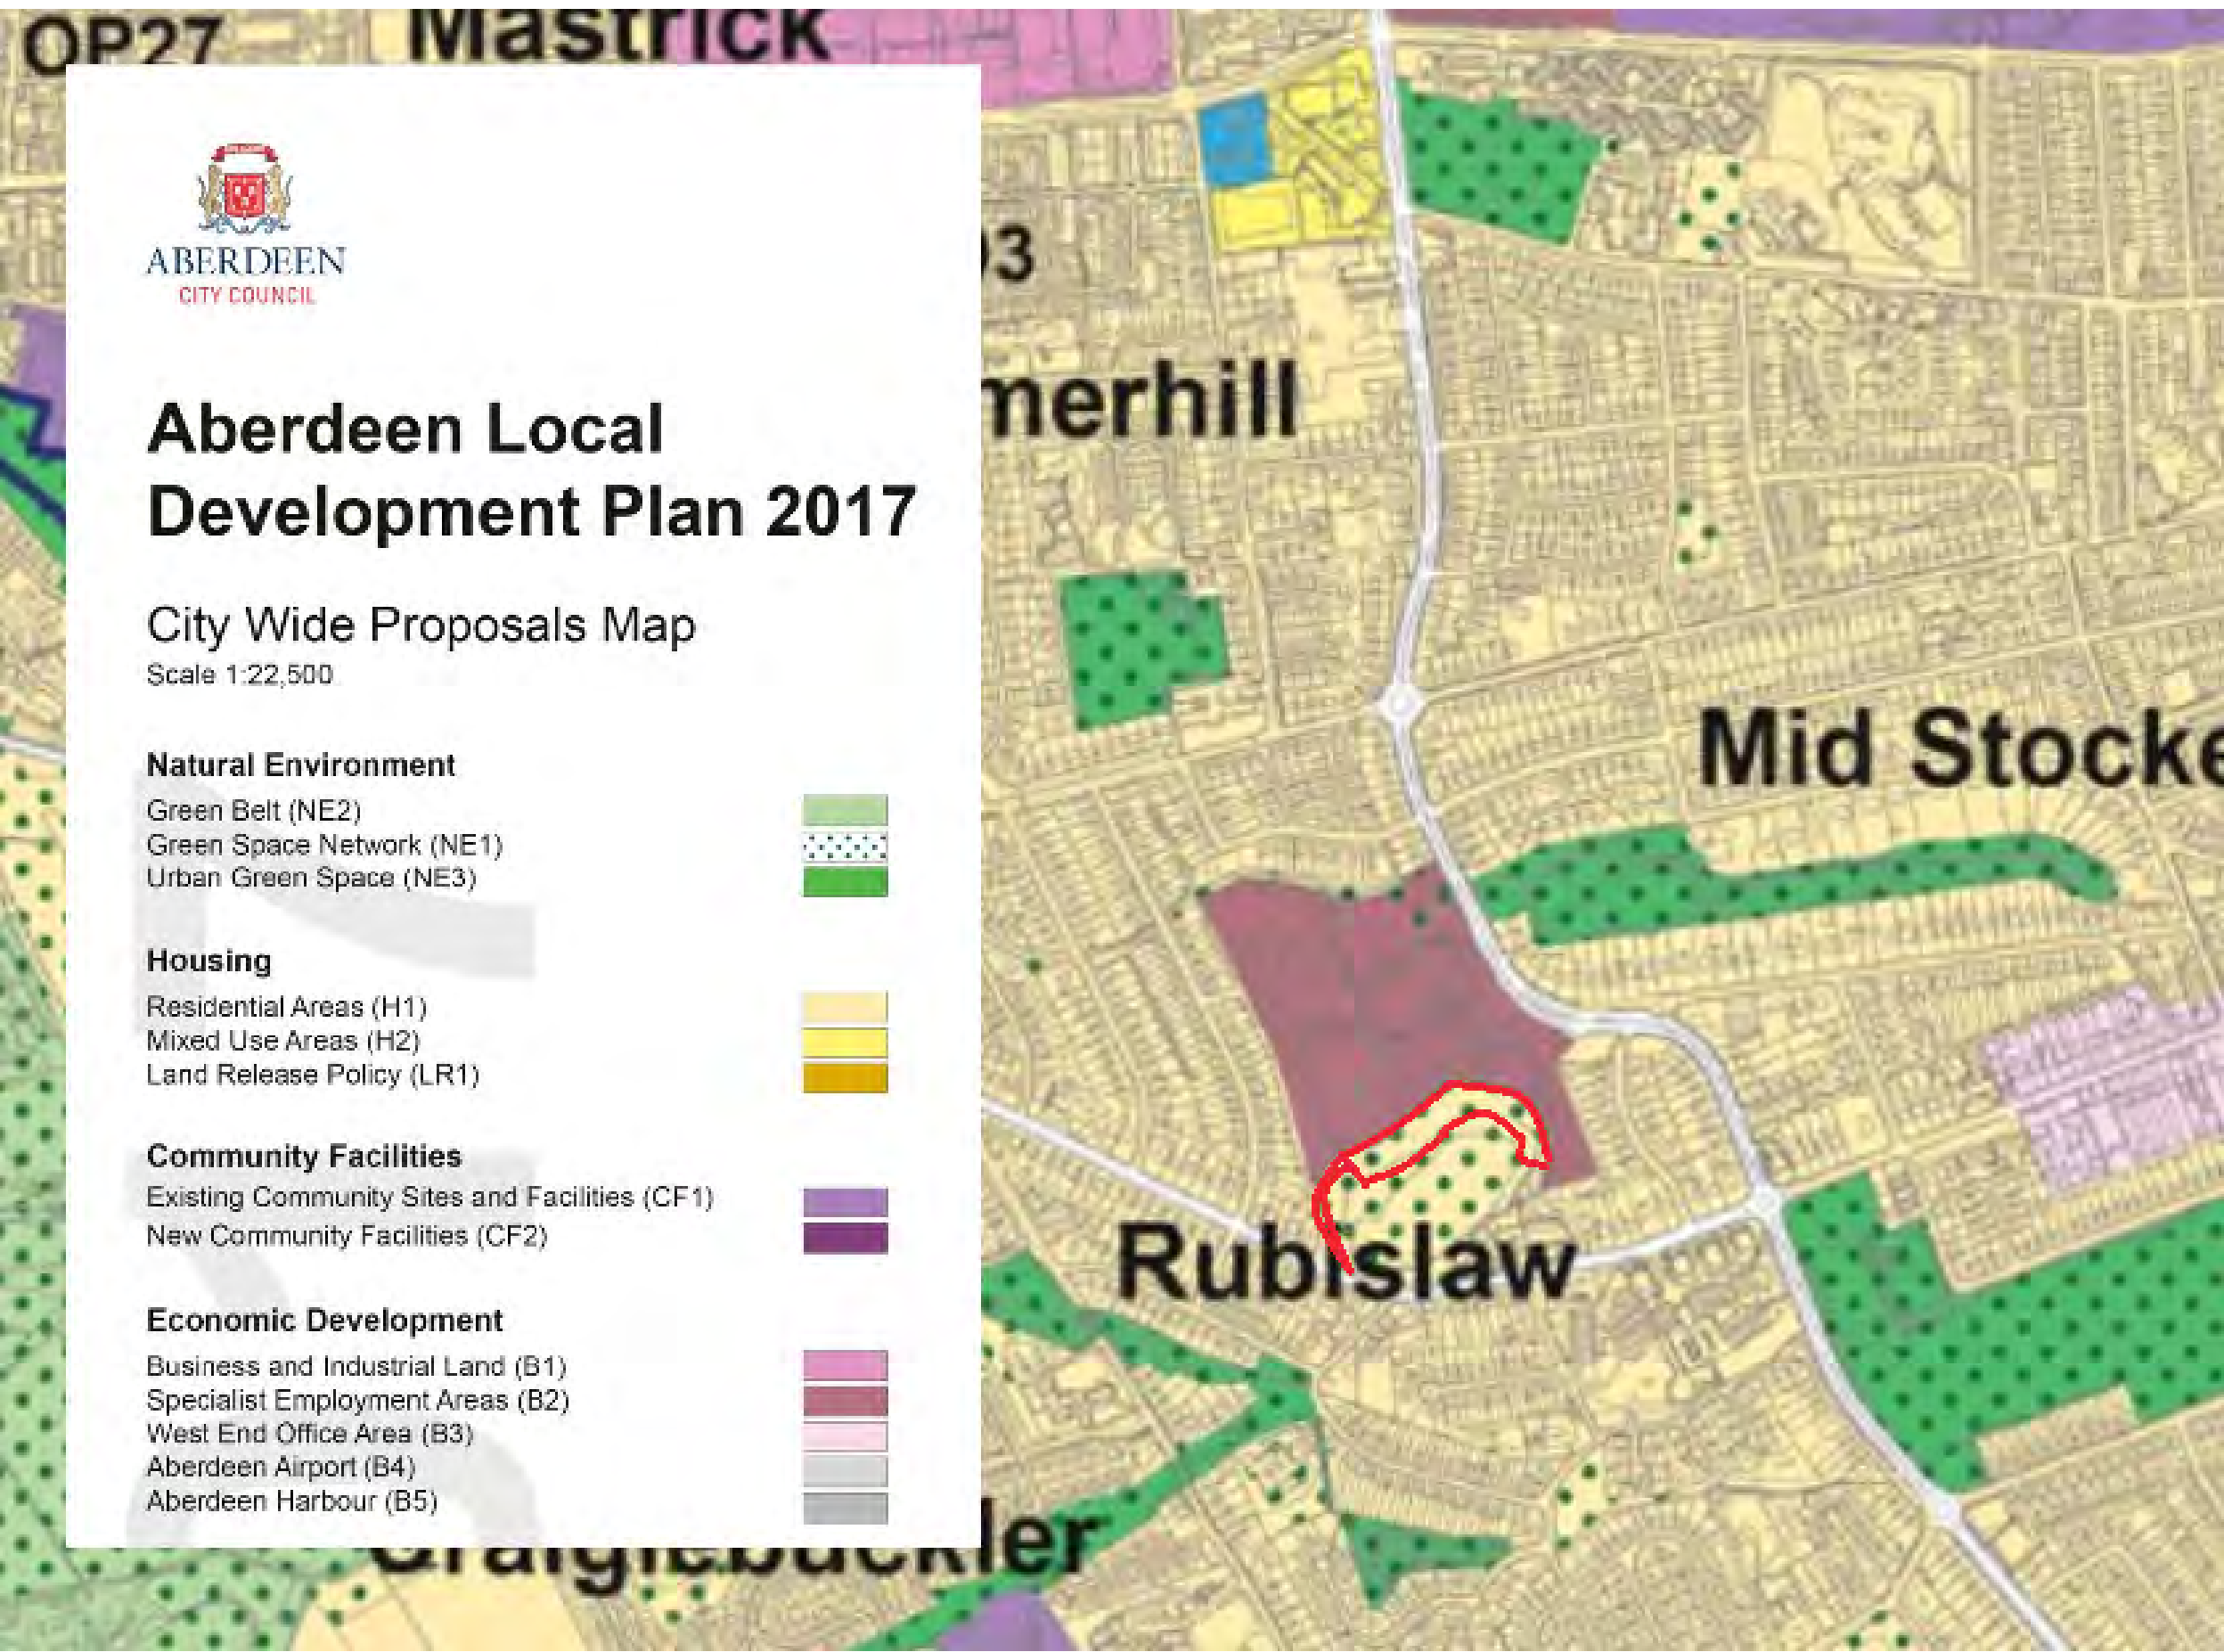 OP27
Mastrick
ABERDEEN
CITY COUNCIL
Aberdeen Local
Development Plan 2017
City Wide Proposals Map
Scale 1:22,500
Natural Environment
Green Belt (NE2)
Green Space Network (NE1)
Urban Green Space (NE3)
Housing
Residential Areas (H1)
Mixed Use Areas (H2)
Land Release Policy (LR1)
Community Facilities
Existing Community Sites and Facilities (CF1)
New Community Facilities (CF2)
Economic Development
Business and Industrial Land (B1)
Specialist Employment Areas (B2)
West End Office Area (B3)
Aberdeen Airport (B4)
Aberdeen Harbour (B5)
3
merhill
Mid Stocke
Rubislaw
Craigiebuckler